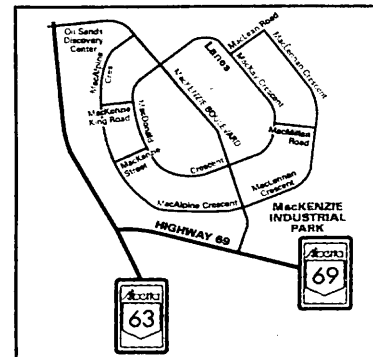 Oil Sands
Discovery
Center
MacAlpine
Cres
MacKenzie
King Road
MacDonald
MacKenzie
Street
MacKENZIE BOULEVARD
Lanes
MacLean Road
MacKay Crescent
MacLennan Crescent
MacMillan
Road
Crescent
MacLennan
Crescent
MacAlpine Crescent
MacKENZIE
INDUSTRIAL
PARK
HIGHWAY 69
Alberta
63
Alberta
69